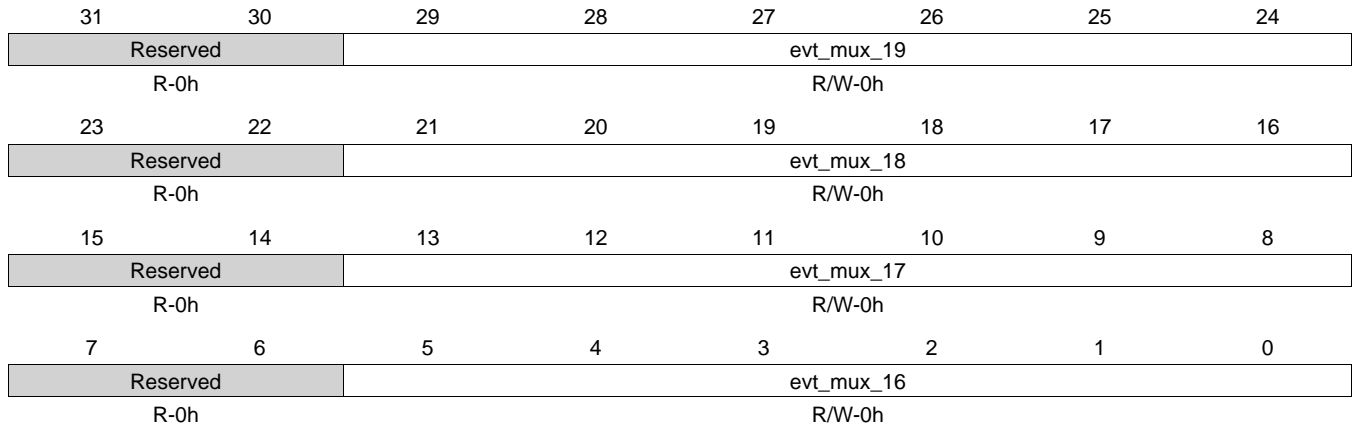 31 30 29 28 27 26 25 24
Reserved evt_mux_19
R-0h R/W-0h
23 22 21 20 19 18 17 16
Reserved evt_mux_18
R-0h R/W-0h
15 14 13 12 11 10 9 8
Reserved evt_mux_17
R-0h R/W-0h
7 6 5 4 3 2 1 0
Reserved evt_mux_16
R-0h R/W-0h